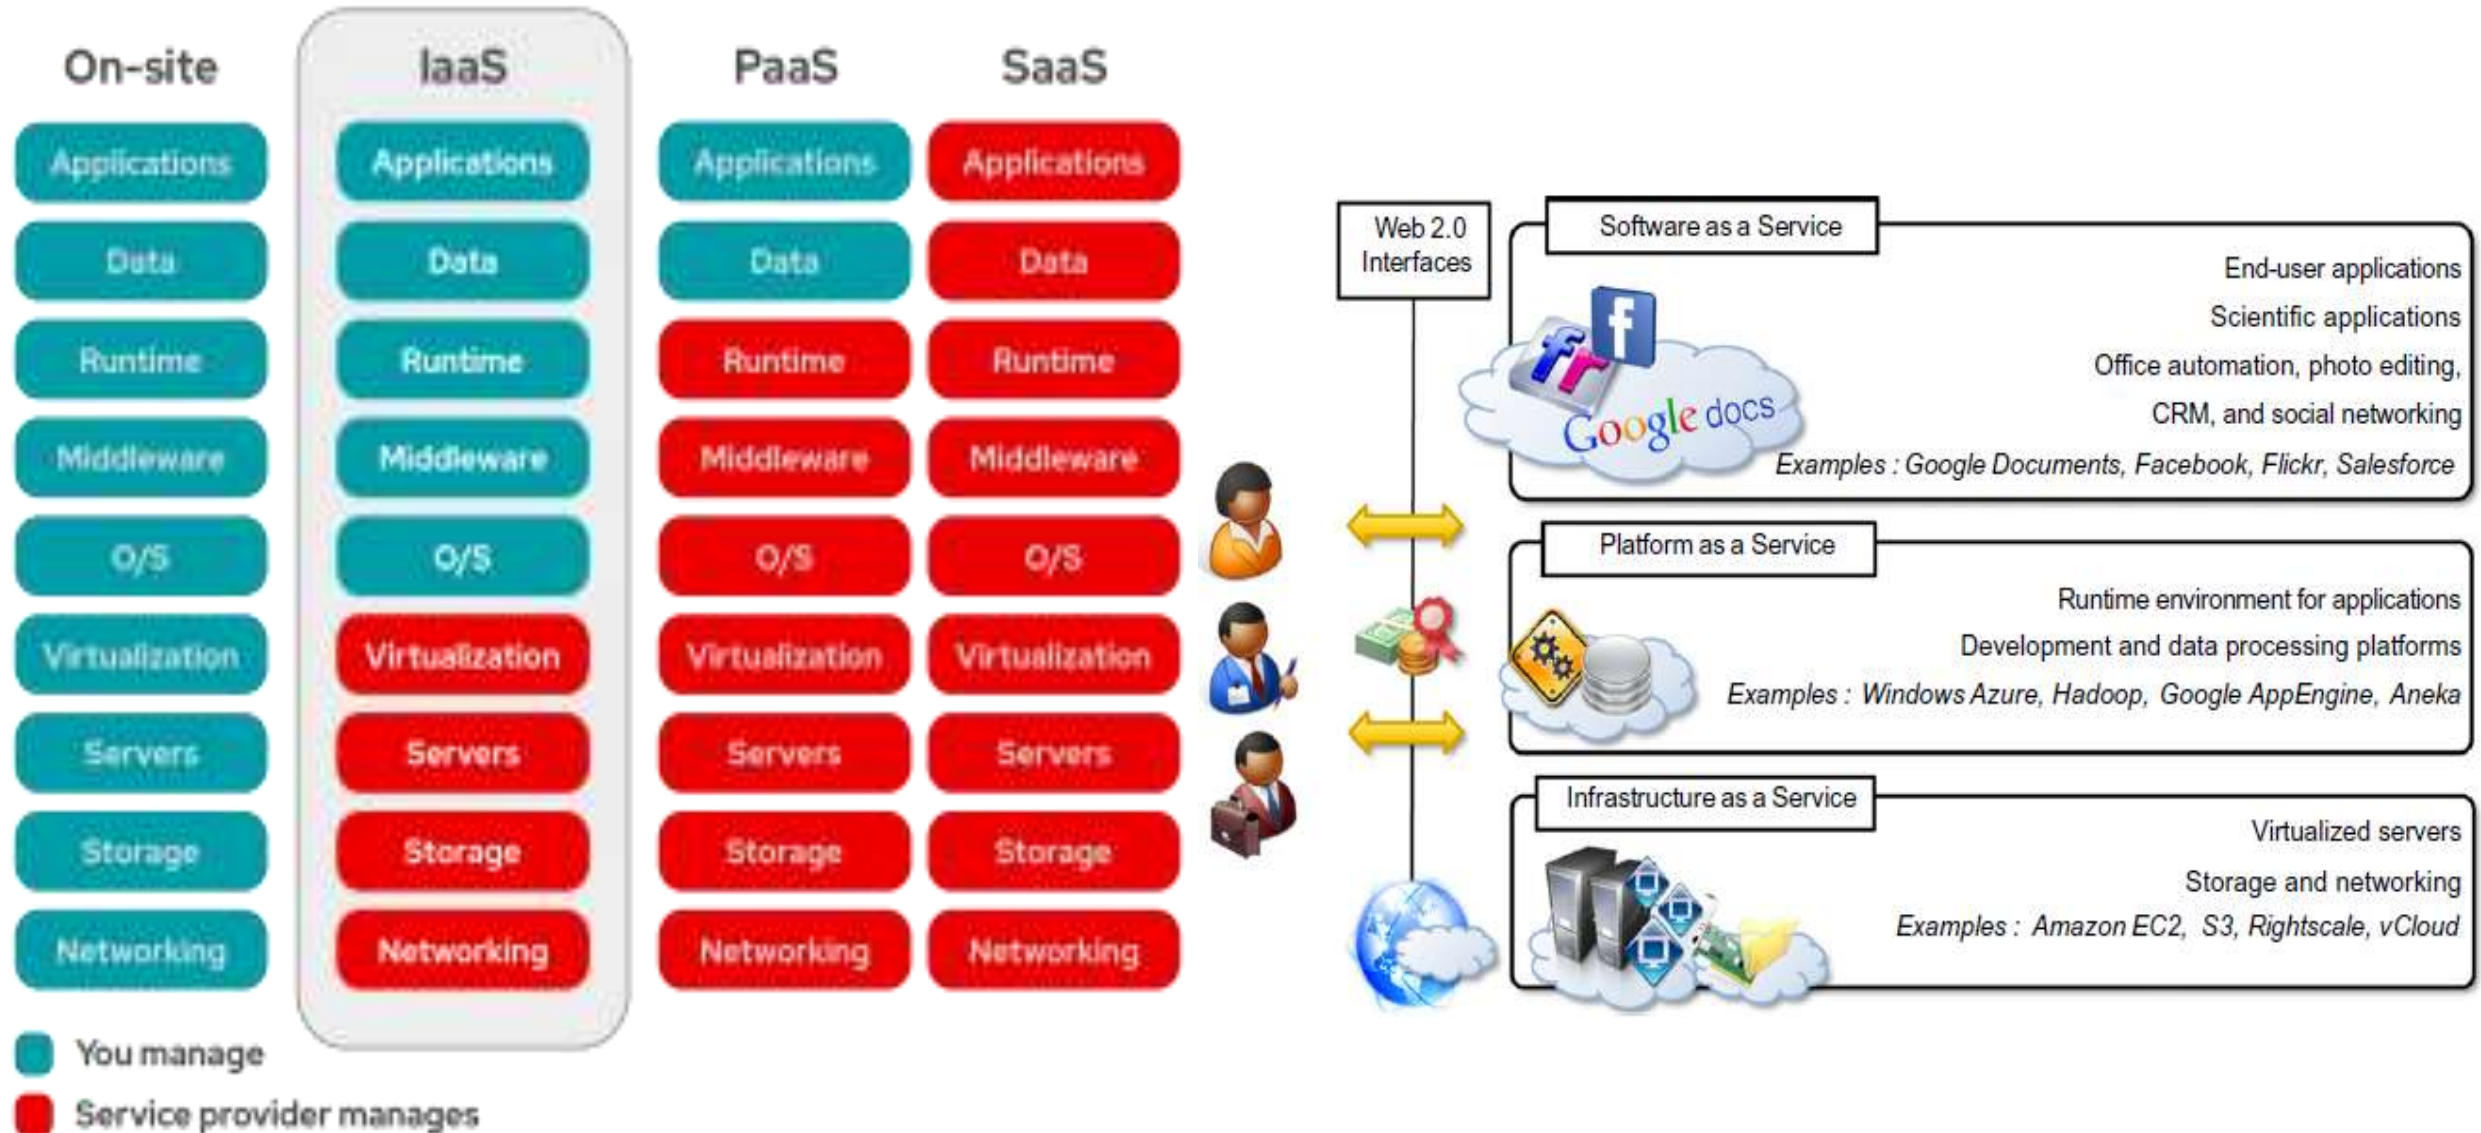 On-site
IaaS
PaaS
SaaS
Applications
Applications
Applications
Applications
Data
Data
Data
Data
Runtime
Runtime
Runtime
Runtime
Middleware
Middleware
Middleware
Middleware
O/S
O/S
O/S
O/S
Virtualization
Virtualization
Virtualization
Virtualization
Servers
Servers
Servers
Servers
Storage
Storage
Storage
Storage
Networking
Networking
Networking
Networking
You manage
Service provider manages
Web 2.0
Interfaces
Software as a Service
End-user applications
Scientific applications
Office automation, photo editing,
CRM, and social networking
Examples : Google Documents, Facebook, Flickr, Salesforce
f
fr
Google docs
Platform as a Service
Runtime environment for applications
Development and data processing platforms
Examples : Windows Azure, Hadoop, Google AppEngine, Aneka
Infrastructure as a Service
Virtualized servers
Storage and networking
Examples : Amazon EC2, S3, Rightscale, vCloud